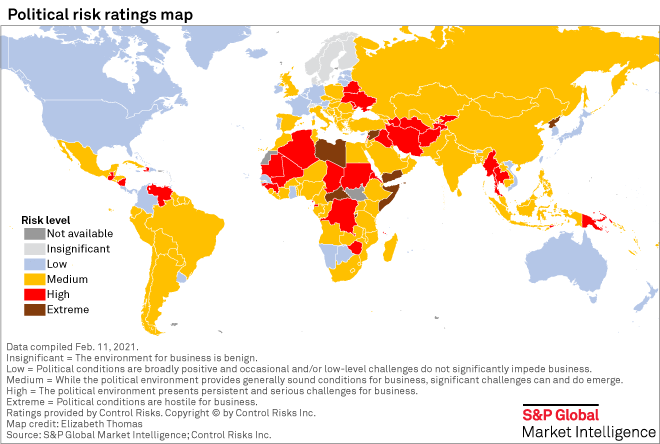 Political risk ratings map
Risk level
Not available
Insignificant
Low
Medium
High
Extreme
Data compiled Feb. 11, 2021.
Insignificant = The environment for business is benign.
Low = Political conditions are broadly positive and occasional and/or low-level challenges do not significantly impede business.
Medium = While the political environment provides generally sound conditions for business, significant challenges can and do emerge.
High = The political environment presents persistent and serious challenges for business.
Extreme = Political conditions are hostile for business.
Ratings provided by Control Risks. Copyright © by Control Risks Inc.
Map credit: Elizabeth Thomas
Source: S&P Global Market Intelligence; Control Risks Inc.
S&P Global
Market Intelligence